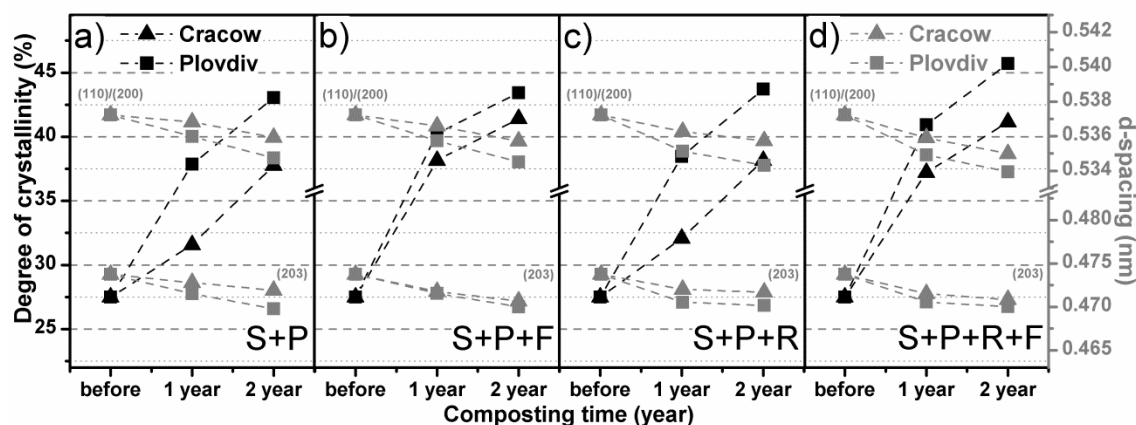 a)
Cracow
Plovdiv
b)
c)
d)
Cracow
Plovdiv
Degree of crystallinity (%)
45
40
35
30
25
(110)/(200)
(110)/(200)
(110)/(200)
(110)/(200)
(203)
(203)
(203)
(203)
S+P
S+P+F
S+P+R
S+P+R+F
0.542
0.540
0.538
0.536
0.534
0.480
0.475
0.470
0.465
d-spacing (nm)
before 1 year 2 year before 1 year 2 year before 1 year 2 year before 1 year 2 year
Composting time (year)